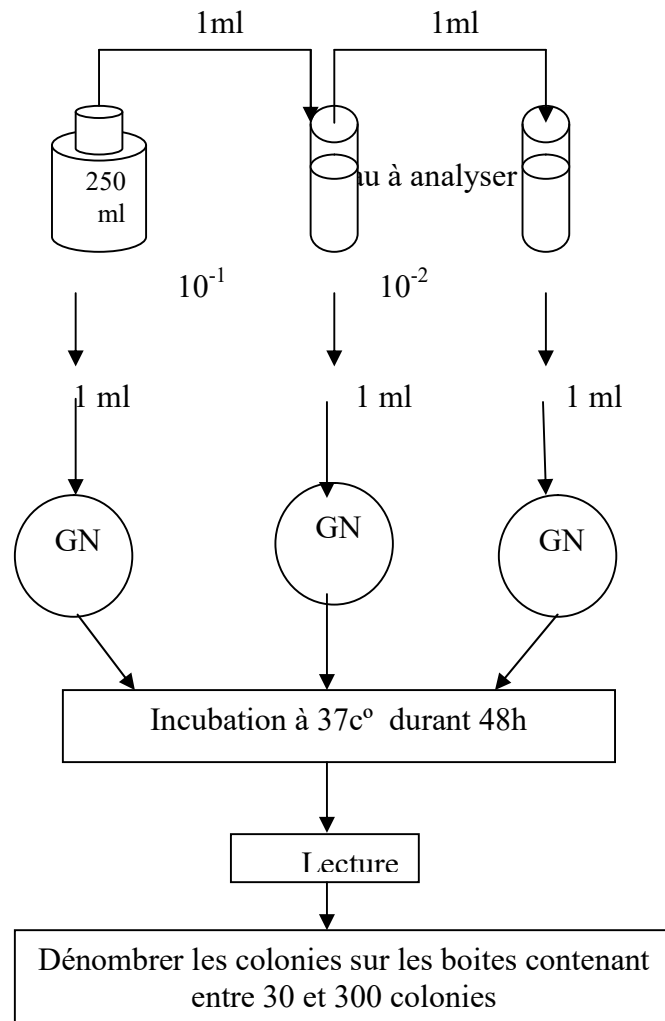 1ml 1ml
250
ml
au à analyser
10⁻¹ 10⁻²
1 ml 1 ml 1 ml
GN GN GN
Incubation à 37cº durant 48h
Lecture
Dénombrer les colonies sur les boites contenant
entre 30 et 300 colonies